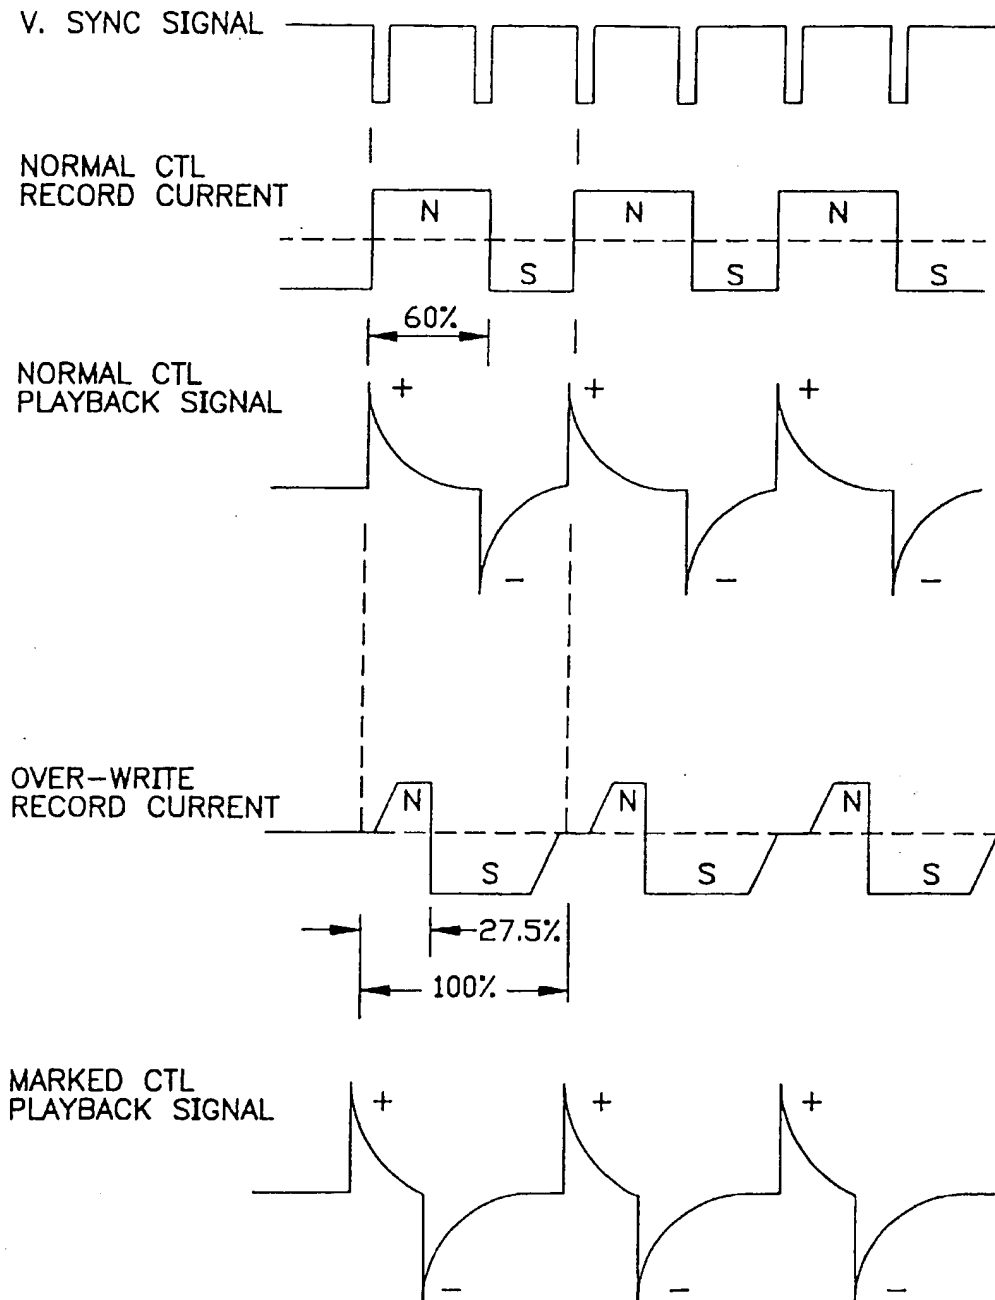 V. SYNC SIGNAL
NORMAL CTL
RECORD CURRENT
N N N
S S S
60%
NORMAL CTL
PLAYBACK SIGNAL
+ + +
− − −
OVER-WRITE
RECORD CURRENT
N N N
S S S
27.5%
100%
MARKED CTL
PLAYBACK SIGNAL
+ + +
− − −